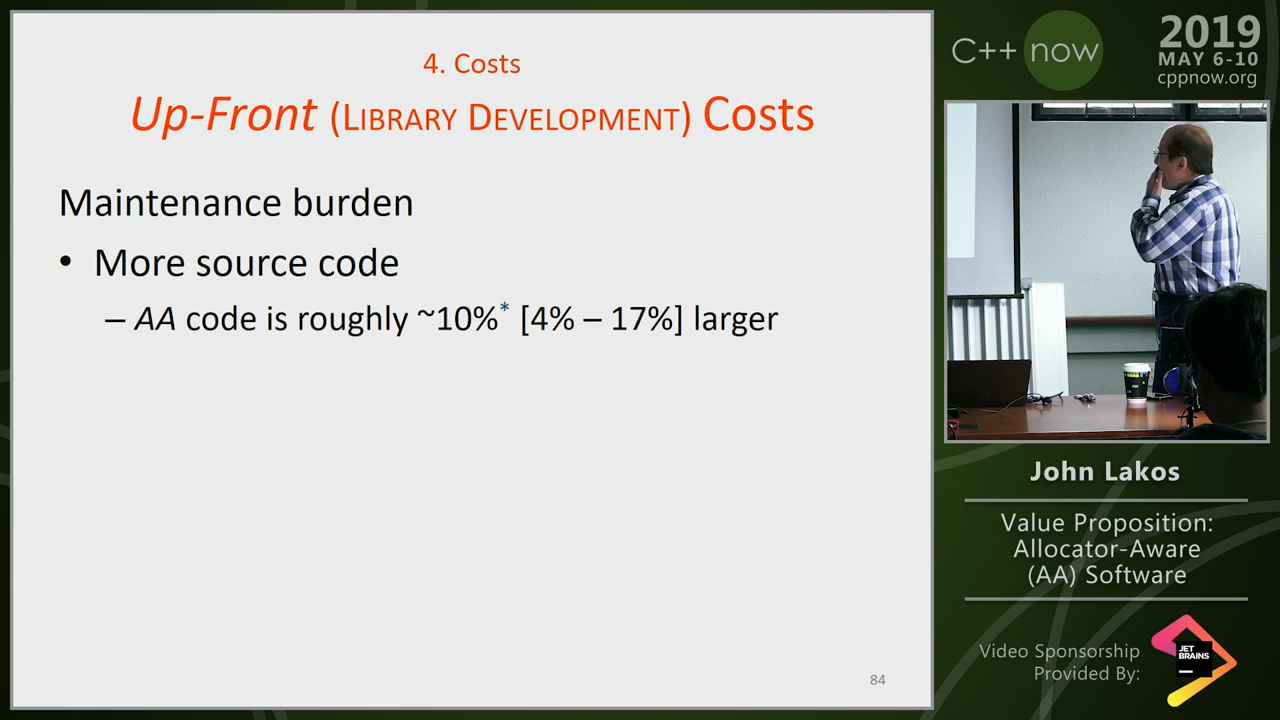 4. Costs
Up-Front (LIBRARY DEVELOPMENT) Costs
Maintenance burden
• More source code
– AA code is roughly ~10%* [4% – 17%] larger
84
C++ now
2019
MAY 6-10
cppnow.org
John Lakos
Value Proposition:
Allocator-Aware
(AA) Software
Video Sponsorship
Provided By:
JET
BRAINS